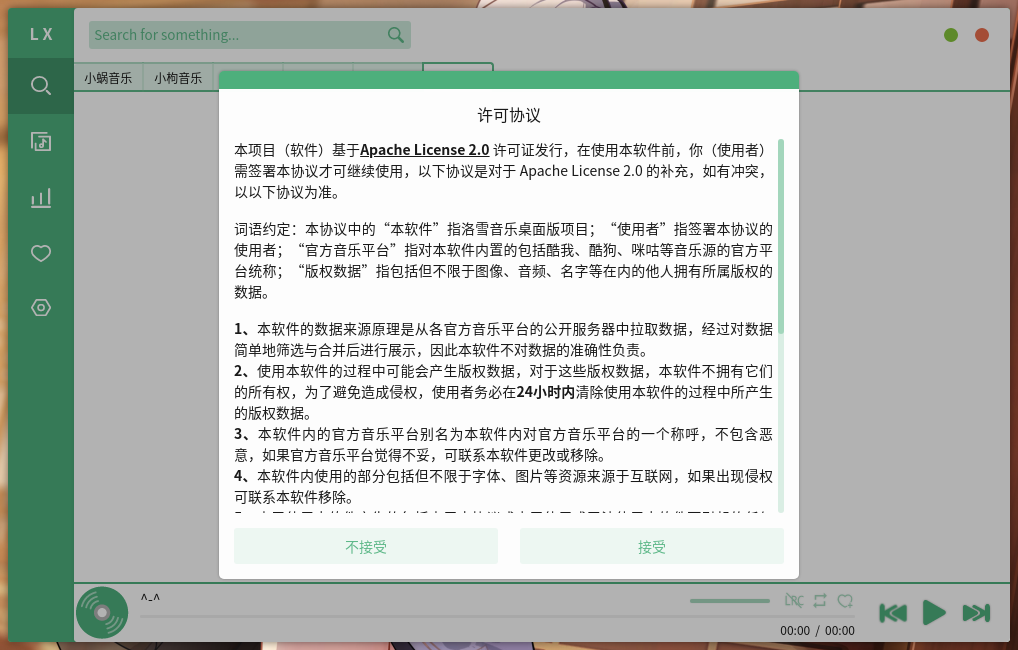 LX
Search for something...
小蜗音乐
小枸音乐
许可协议
本项目（软件）基于Apache License 2.0 许可证发行，在使用本软件前，你（使用者）
需签署本协议才可继续使用，以下协议是对于 Apache License 2.0 的补充，如有冲突，
以以下协议为准。
词语约定：本协议中的“本软件”指洛雪音乐桌面版项目；“使用者”指签署本协议的
使用者；“官方音乐平台”指对本软件内置的包括酷我、酷狗、咪咕等音乐源的官方平
台统称；“版权数据”指包括但不限于图像、音频、名字等在内的他人拥有所属版权的
数据。
1、本软件的数据来源原理是从各官方音乐平台的公开服务器中拉取数据，经过对数据
简单地筛选与合并后进行展示，因此本软件不对数据的准确性负责。
2、使用本软件的过程中可能会产生版权数据，对于这些版权数据，本软件不拥有它们
的所有权，为了避免造成侵权，使用者务必在24小时内清除使用本软件的过程中所产生
的版权数据。
3、本软件内的官方音乐平台别名为本软件内对官方音乐平台的一个称呼，不包含恶
意，如果官方音乐平台觉得不妥，可联系本软件更改或移除。
4、本软件内使用的部分包括但不限于字体、图片等资源来源于互联网，如果出现侵权
可联系本软件移除。
不接受
接受
^-^
LRC
00:00 / 00:00